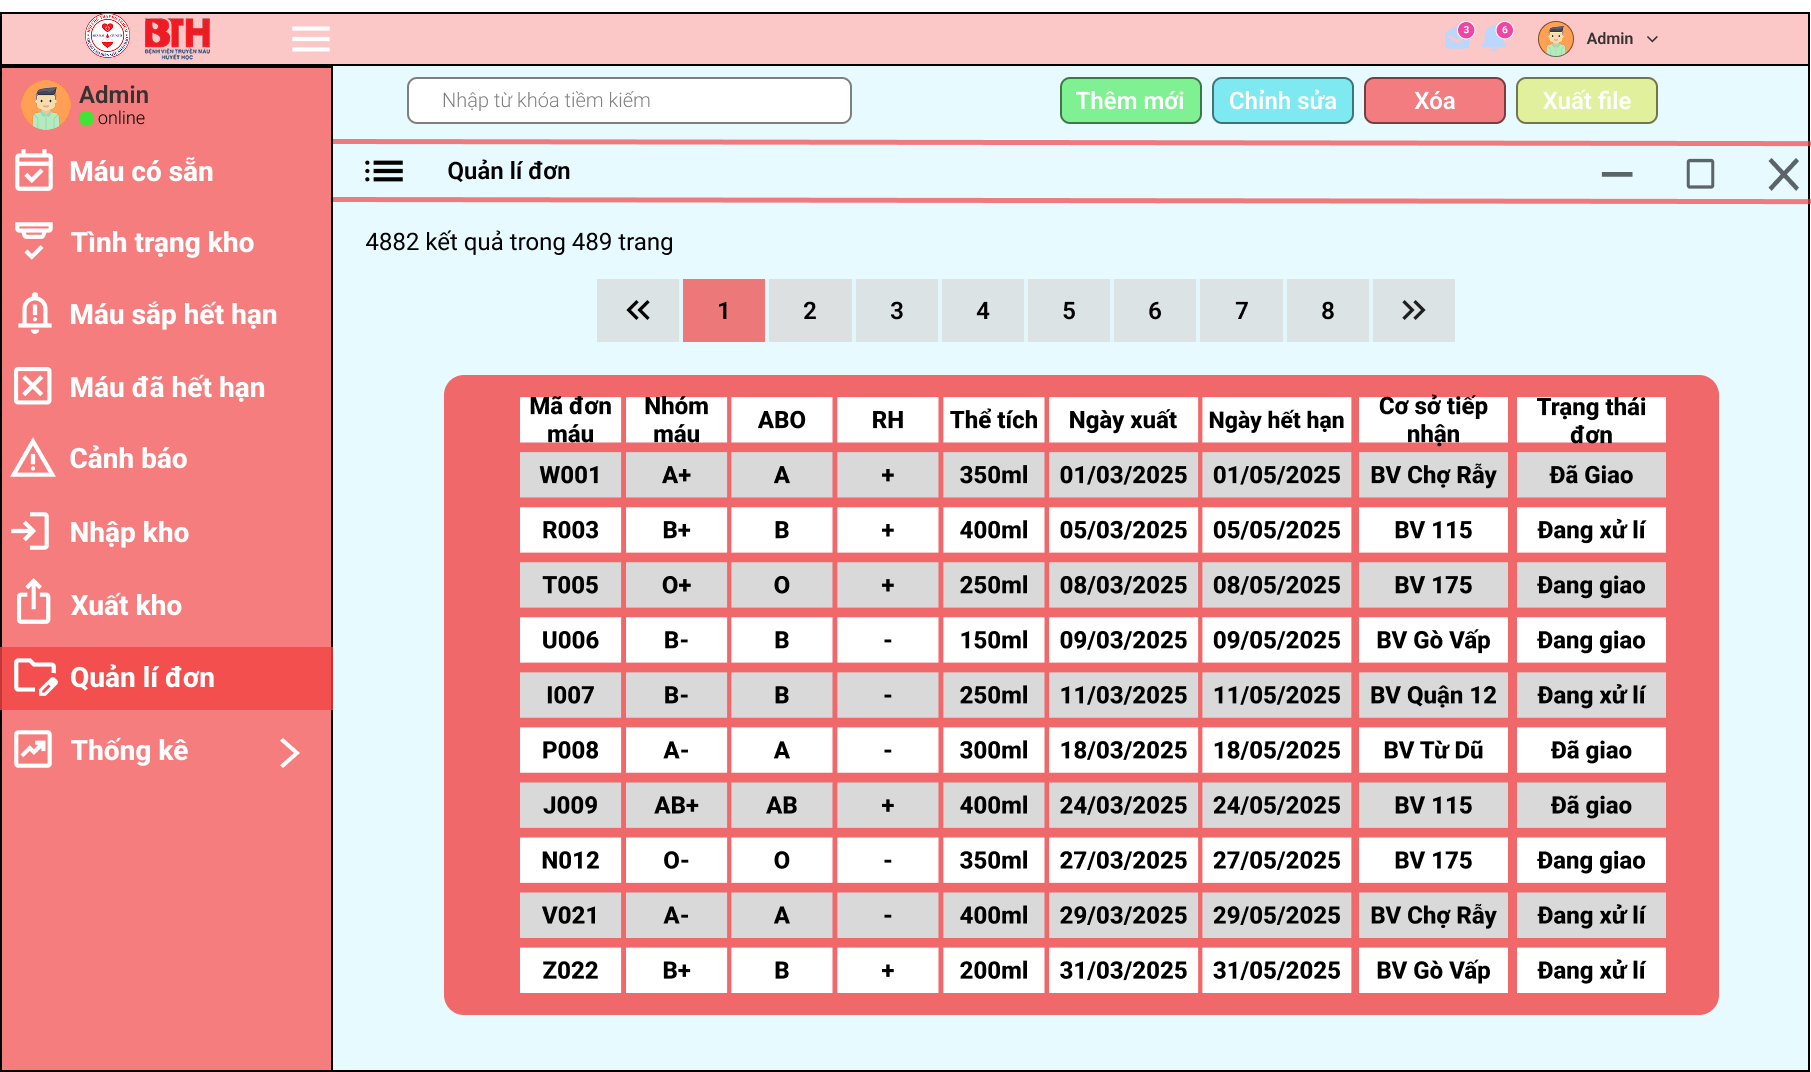 BTH
BỆNH VIỆN TRUYỀN MÁU
HUYẾT HỌC
3
6
Admin
Admin
online
Máu có sẵn
Tình trạng kho
Máu sắp hết hạn
Máu đã hết hạn
Cảnh báo
Nhập kho
Xuất kho
Quản lí đơn
Thống kê
Nhập từ khóa tiềm kiếm
Thêm mới
Chỉnh sửa
Xóa
Xuất file
Quản lí đơn
4882 kết quả trong 489 trang
« 1 2 3 4 5 6 7 8 »
Mã đơn máu Nhóm máu ABO RH Thể tích Ngày xuất Ngày hết hạn Cơ sở tiếp nhận Trạng thái đơn
W001 A+ A + 350ml 01/03/2025 01/05/2025 BV Chợ Rẫy Đã Giao
R003 B+ B + 400ml 05/03/2025 05/05/2025 BV 115 Đang xử lí
T005 O+ O + 250ml 08/03/2025 08/05/2025 BV 175 Đang giao
U006 B- B - 150ml 09/03/2025 09/05/2025 BV Gò Vấp Đang giao
I007 B- B - 250ml 11/03/2025 11/05/2025 BV Quận 12 Đang xử lí
P008 A- A - 300ml 18/03/2025 18/05/2025 BV Từ Dũ Đã giao
J009 AB+ AB + 400ml 24/03/2025 24/05/2025 BV 115 Đã giao
N012 O- O - 350ml 27/03/2025 27/05/2025 BV 175 Đang giao
V021 A- A - 400ml 29/03/2025 29/05/2025 BV Chợ Rẫy Đang xử lí
Z022 B+ B + 200ml 31/03/2025 31/05/2025 BV Gò Vấp Đang xử lí